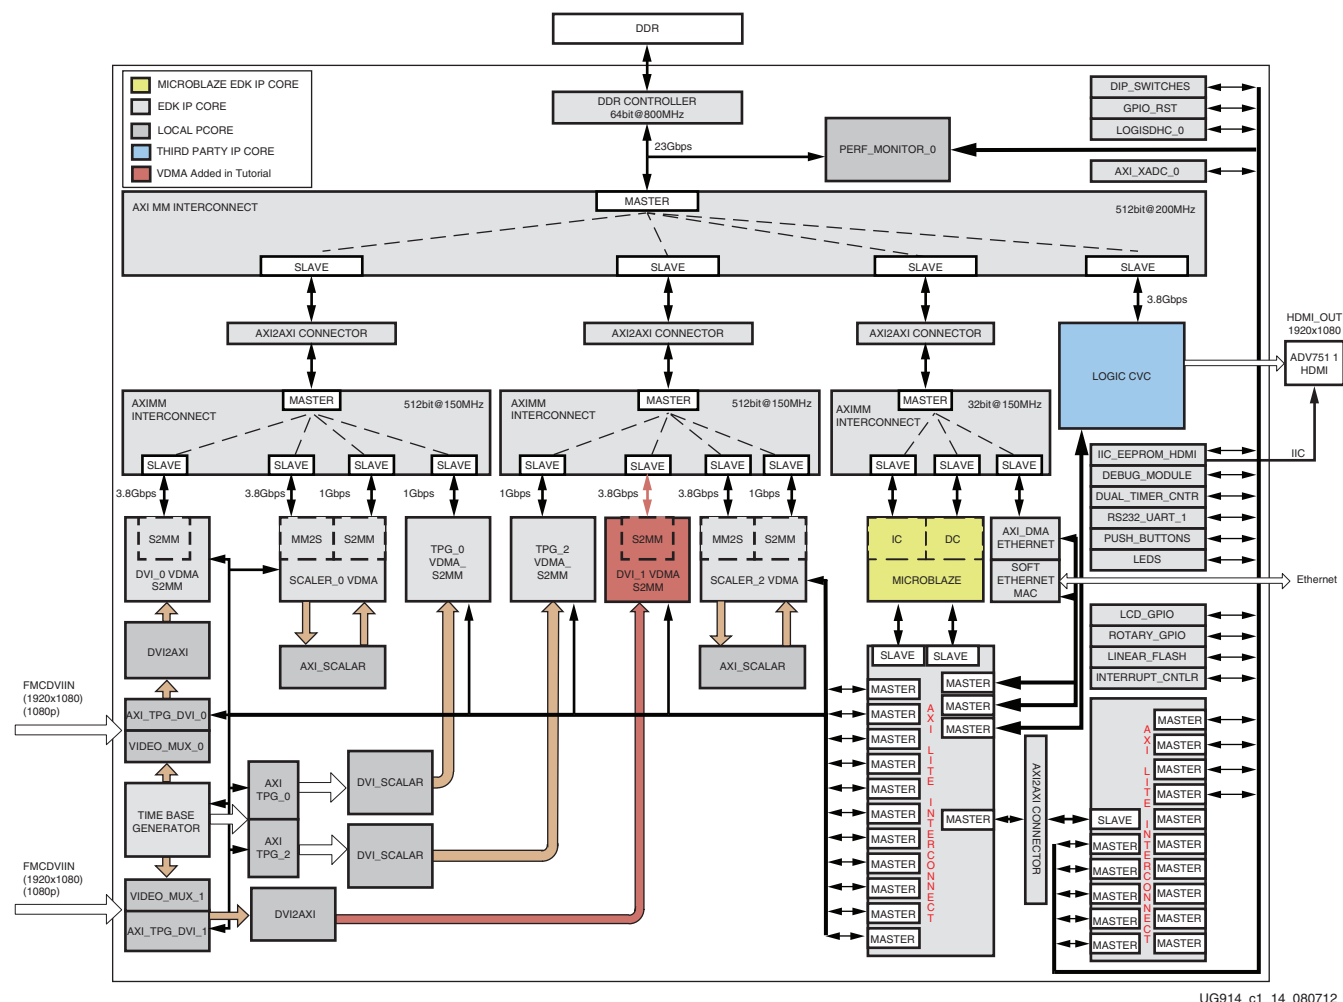 DDR
MICROBLAZE EDK IP CORE
EDK IP CORE
LOCAL PCORE
THIRD PARTY IP CORE
VDMA Added in Tutorial
DDR CONTROLLER
64bit@800MHz
23Gbps
PERF_MONITOR_0
DIP_SWITCHES
GPIO_RST
LOGISDHC_0
AXI_XADC_0
AXI MM INTERCONNECT
MASTER
512bit@200MHz
SLAVE
SLAVE
SLAVE
SLAVE
3.8Gbps
AXI2AXI CONNECTOR
AXI2AXI CONNECTOR
AXI2AXI CONNECTOR
LOGIC CVC
HDMI_OUT
1920x1080
ADV751 1
HDMI
AXIMM
INTERCONNECT
MASTER
512bit@150MHz
SLAVE
SLAVE
SLAVE
SLAVE
AXIMM
INTERCONNECT
MASTER
512bit@150MHz
SLAVE
SLAVE
SLAVE
SLAVE
AXIMM
INTERCONNECT
MASTER
32bit@150MHz
SLAVE
SLAVE
SLAVE
IIC_EEPROM_HDMI
IIC
DEBUG_MODULE
DUAL_TIMER_CNTR
RS232_UART_1
PUSH_BUTTONS
LEDS
3.8Gbps
3.8Gbps
1Gbps
1Gbps
1Gbps
3.8Gbps
3.8Gbps
1Gbps
S2MM
DVI_0 VDMA
S2MM
MM2S
S2MM
SCALER_0 VDMA
TPG_0
VDMA_
S2MM
TPG_2
VDMA_
S2MM
S2MM
DVI_1 VDMA
S2MM
MM2S
S2MM
SCALER_2 VDMA
IC
DC
MICROBLAZE
AXI_DMA
ETHERNET
SOFT
ETHERNET
MAC
Ethernet
DVI2AXI
AXI_SCALAR
AXI_SCALAR
LCD_GPIO
ROTARY_GPIO
LINEAR_FLASH
INTERRUPT_CNTLR
FMCDVIIN
(1920x1080)
(1080p)
AXI_TPG_DVI_0
VIDEO_MUX_0
TIME BASE
GENERATOR
AXI
TPG_0
AXI
TPG_2
DVI_SCALAR
DVI_SCALAR
FMCDVIIN
(1920x1080)
(1080p)
VIDEO_MUX_1
AXI_TPG_DVI_1
DVI2AXI
SLAVE
SLAVE
MASTER
MASTER
MASTER
MASTER
MASTER
MASTER
MASTER
MASTER
MASTER
MASTER
MASTER
AXI LITE INTERCONNECT
MASTER
MASTER
MASTER
MASTER
AXI2AXI CONNECTOR
SLAVE
MASTER
MASTER
MASTER
MASTER
MASTER
AXI LITE INTERCONNECT
MASTER
MASTER
MASTER
MASTER
MASTER
MASTER
MASTER
MASTER
MASTER
MASTER
UG914_c1_14_080712